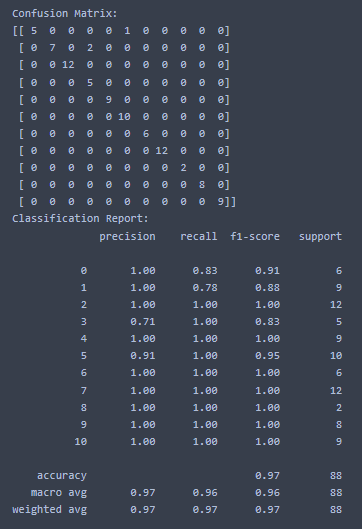 Confusion Matrix:
[[ 5  0  0  0  0  1  0  0  0  0  0]
 [ 0  7  0  2  0  0  0  0  0  0  0]
 [ 0  0 12  0  0  0  0  0  0  0  0]
 [ 0  0  0  5  0  0  0  0  0  0  0]
 [ 0  0  0  0  9  0  0  0  0  0  0]
 [ 0  0  0  0  0 10  0  0  0  0  0]
 [ 0  0  0  0  0  0  6  0  0  0  0]
 [ 0  0  0  0  0  0  0 12  0  0  0]
 [ 0  0  0  0  0  0  0  0  2  0  0]
 [ 0  0  0  0  0  0  0  0  0  8  0]
 [ 0  0  0  0  0  0  0  0  0  0  9]]
Classification Report:
              precision    recall  f1-score   support
           0       1.00      0.83      0.91         6
           1       1.00      0.78      0.88         9
           2       1.00      1.00      1.00        12
           3       0.71      1.00      0.83         5
           4       1.00      1.00      1.00         9
           5       0.91      1.00      0.95        10
           6       1.00      1.00      1.00         6
           7       1.00      1.00      1.00        12
           8       1.00      1.00      1.00         2
           9       1.00      1.00      1.00         8
          10       1.00      1.00      1.00         9
    accuracy                           0.97        88
   macro avg       0.97      0.96      0.96        88
weighted avg       0.97      0.97      0.97        88